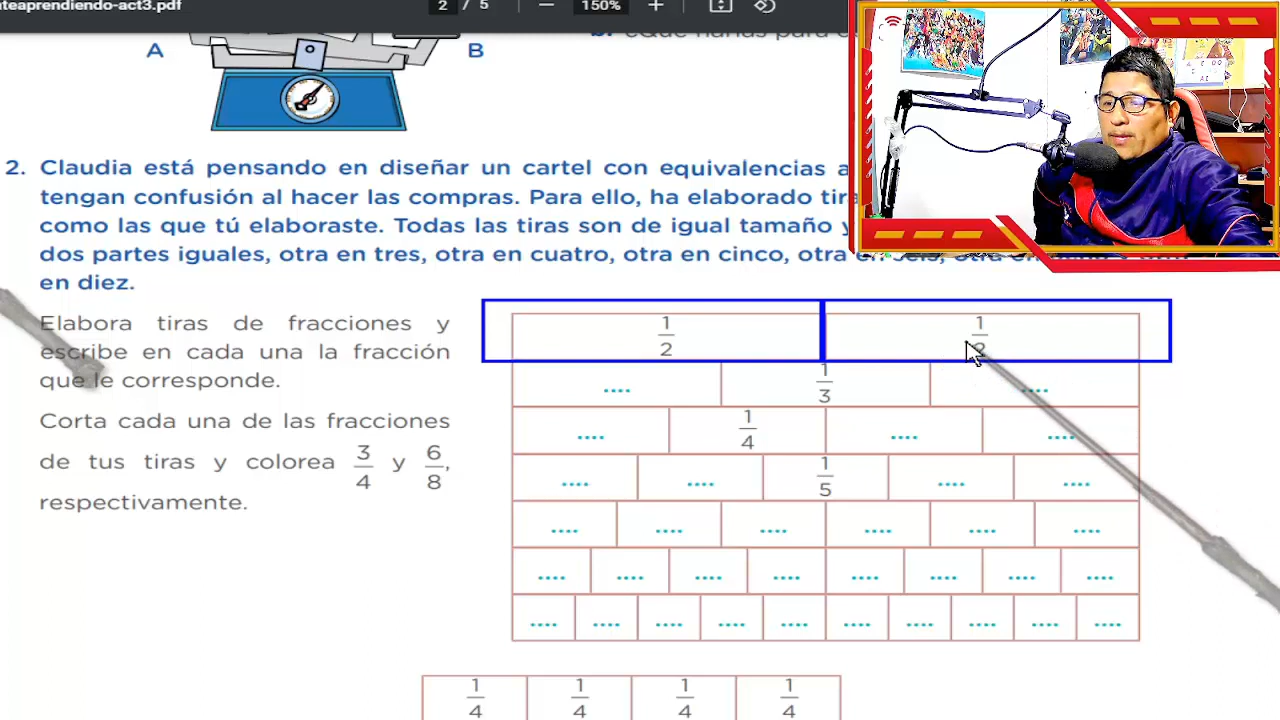 teaprendiendo-act3.pdf
2 / 5
150%
A
B
2. Claudia está pensando en diseñar un cartel con equivalencias
tengan confusión al hacer las compras. Para ello, ha elaborado
como las que tú elaboraste. Todas las tiras son de igual tamaño y
dos partes iguales, otra en tres, otra en cuatro, otra en cinco, otra en seis,
en diez.
Elabora tiras de fracciones y
escribe en cada una la fracción
que le corresponde.
Corta cada una de las fracciones
de tus tiras y colorea 3/4 y 6/8,
respectivamente.
1/2 1/2
.... 1/3 ....
.... 1/4 .... ....
.... .... 1/5 .... ....
.... .... .... .... .... ....
.... .... .... .... .... .... .... ....
.... .... .... .... .... .... .... .... .... ....
1/4 1/4 1/4 1/4